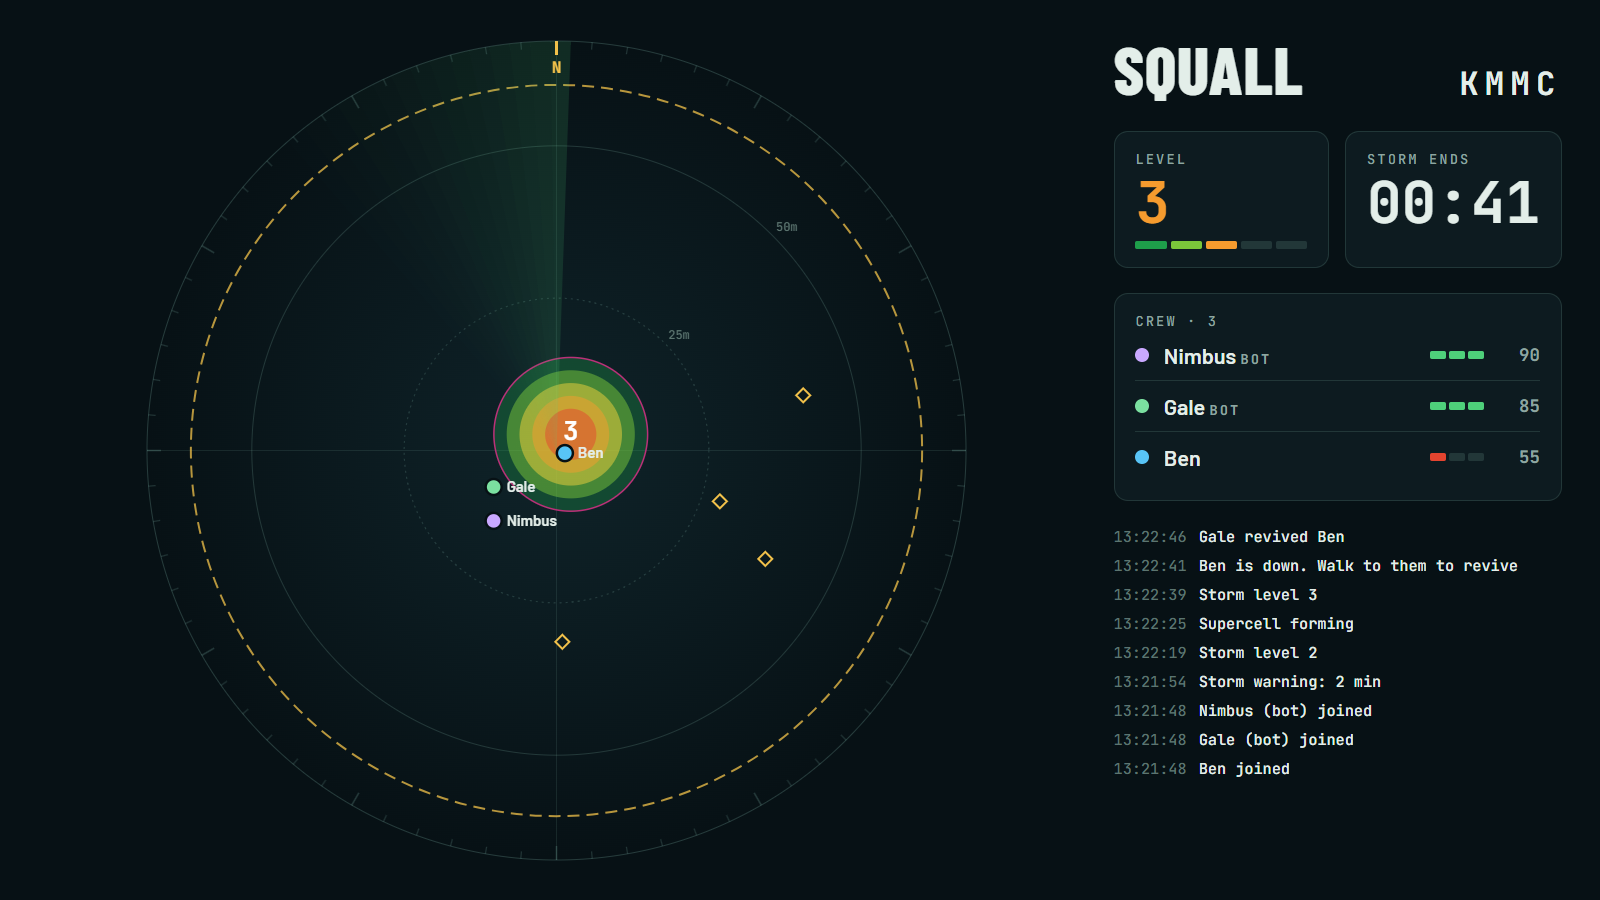 N
50m
25m
3
Ben
Gale
Nimbus
SQUALL
KMMC
LEVEL
3
STORM ENDS
00:41
CREW · 3
Nimbus BOT 90
Gale BOT 85
Ben 55
13:22:46 Gale revived Ben
13:22:41 Ben is down. Walk to them to revive
13:22:39 Storm level 3
13:22:25 Supercell forming
13:22:19 Storm level 2
13:21:54 Storm warning: 2 min
13:21:48 Nimbus (bot) joined
13:21:48 Gale (bot) joined
13:21:48 Ben joined